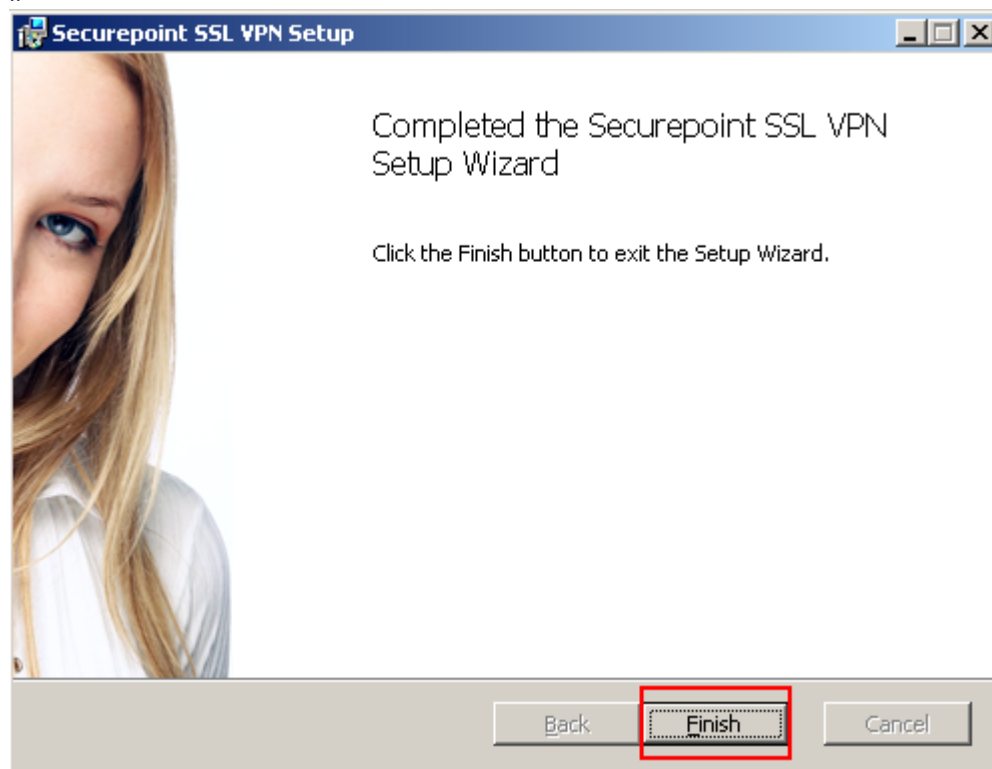 Securepoint SSL VPN Setup
Completed the Securepoint SSL VPN
Setup Wizard
Click the Finish button to exit the Setup Wizard.
Back Finish Cancel